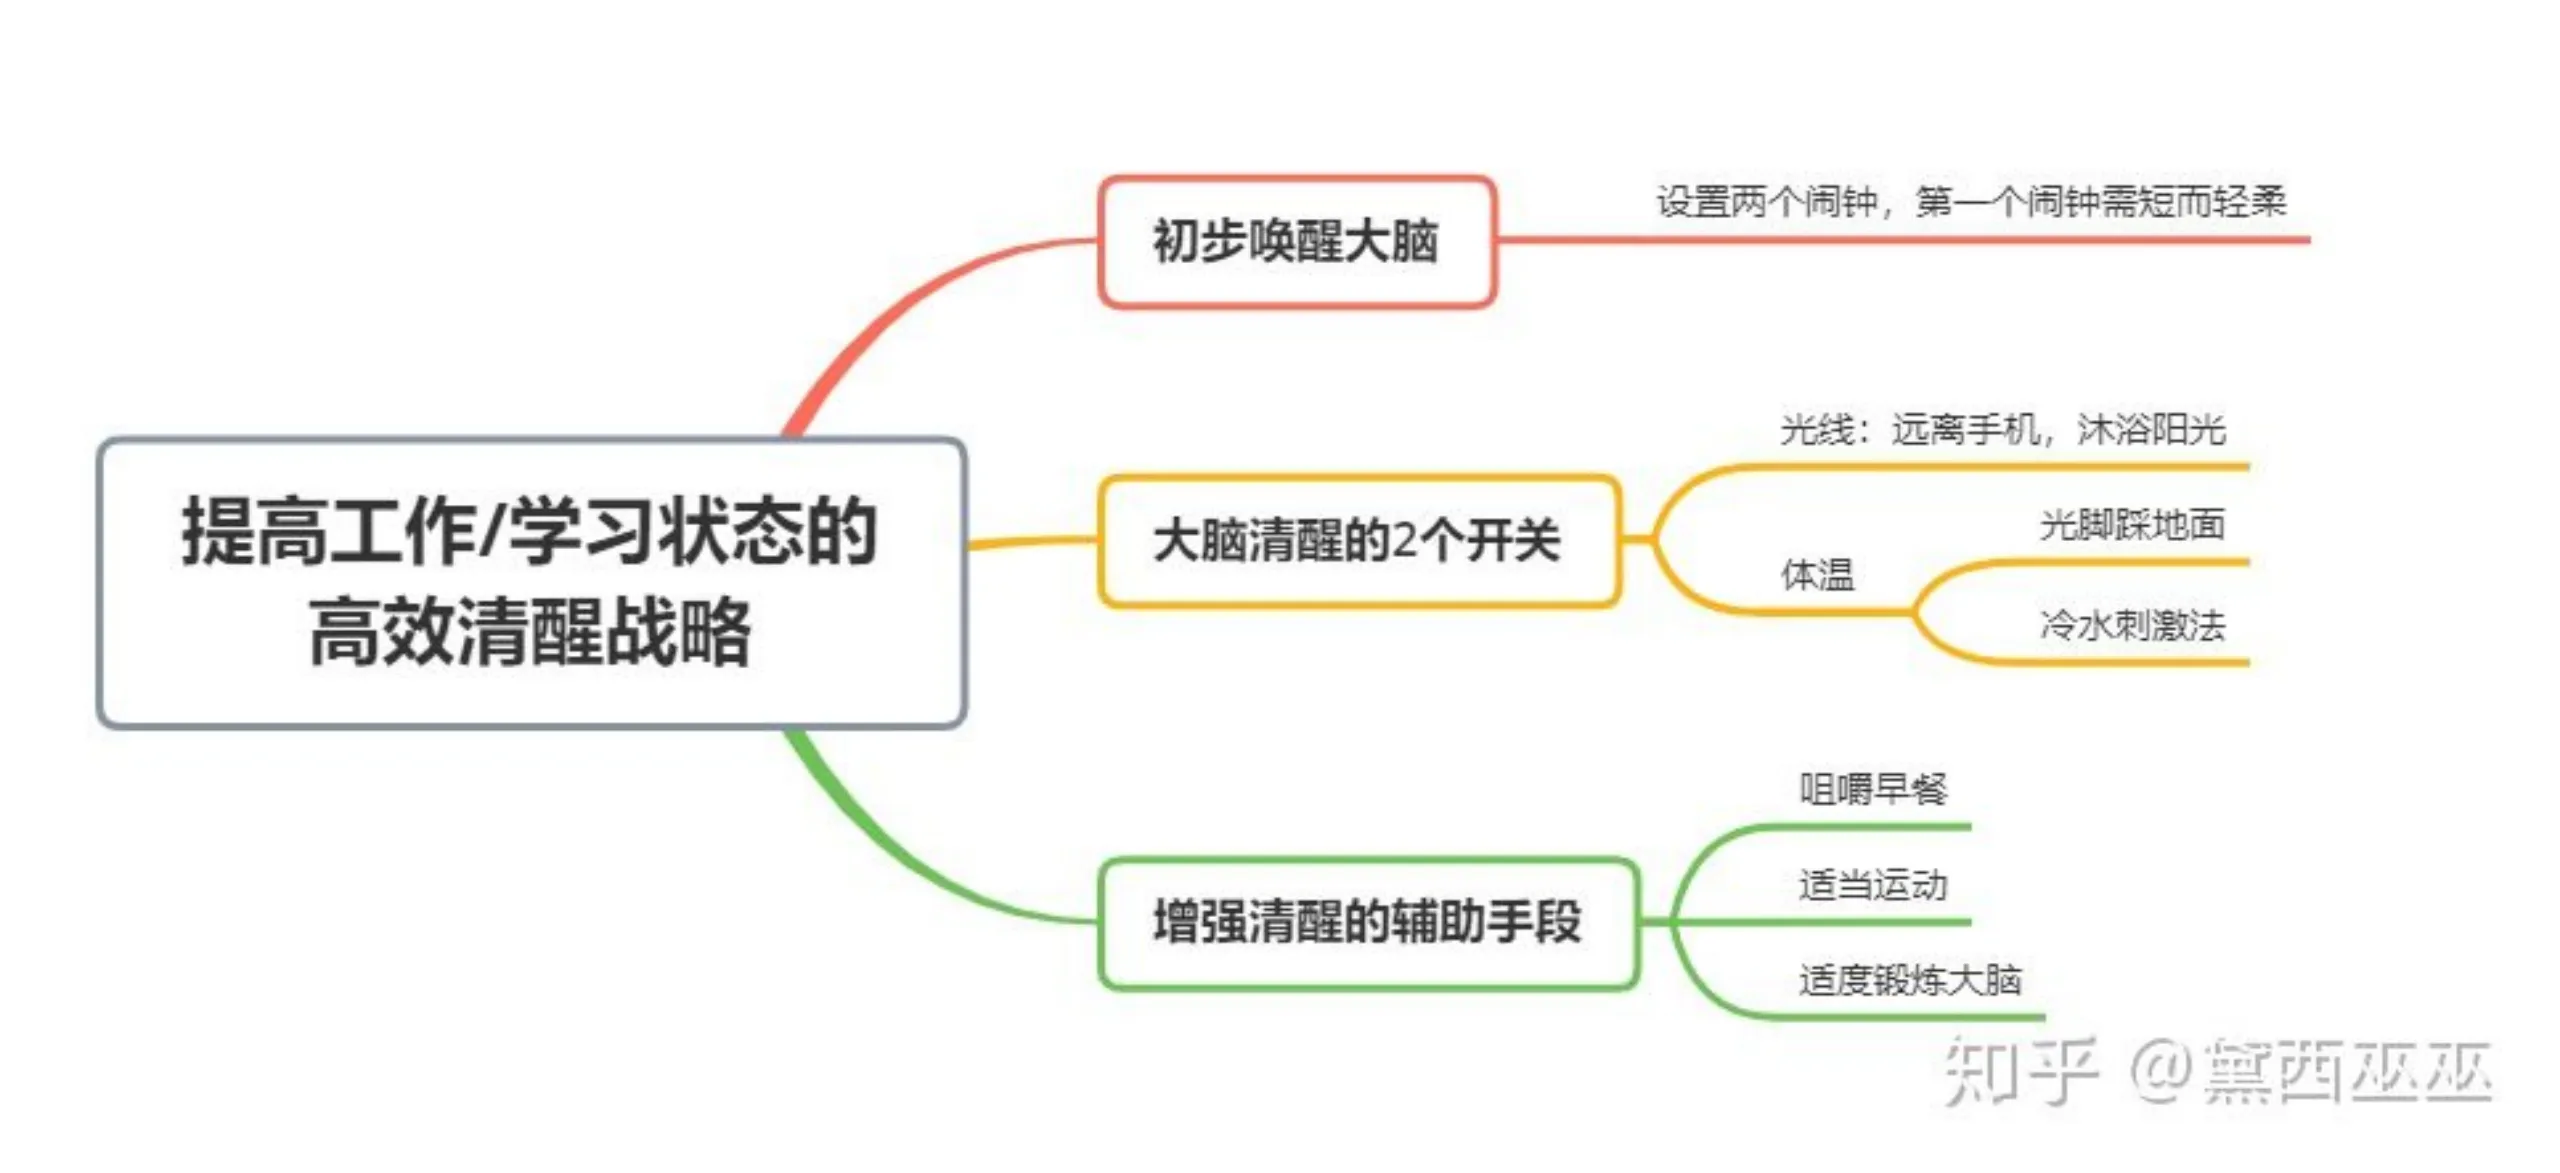 初步唤醒大脑
设置两个闹钟，第一个闹钟需短而轻柔
提高工作/学习状态的
高效清醒战略
大脑清醒的2个开关
光线：远离手机，沐浴阳光
体温
光脚踩地面
冷水刺激法
增强清醒的辅助手段
咀嚼早餐
适当运动
适度锻炼大脑
知乎 @黛西巫巫